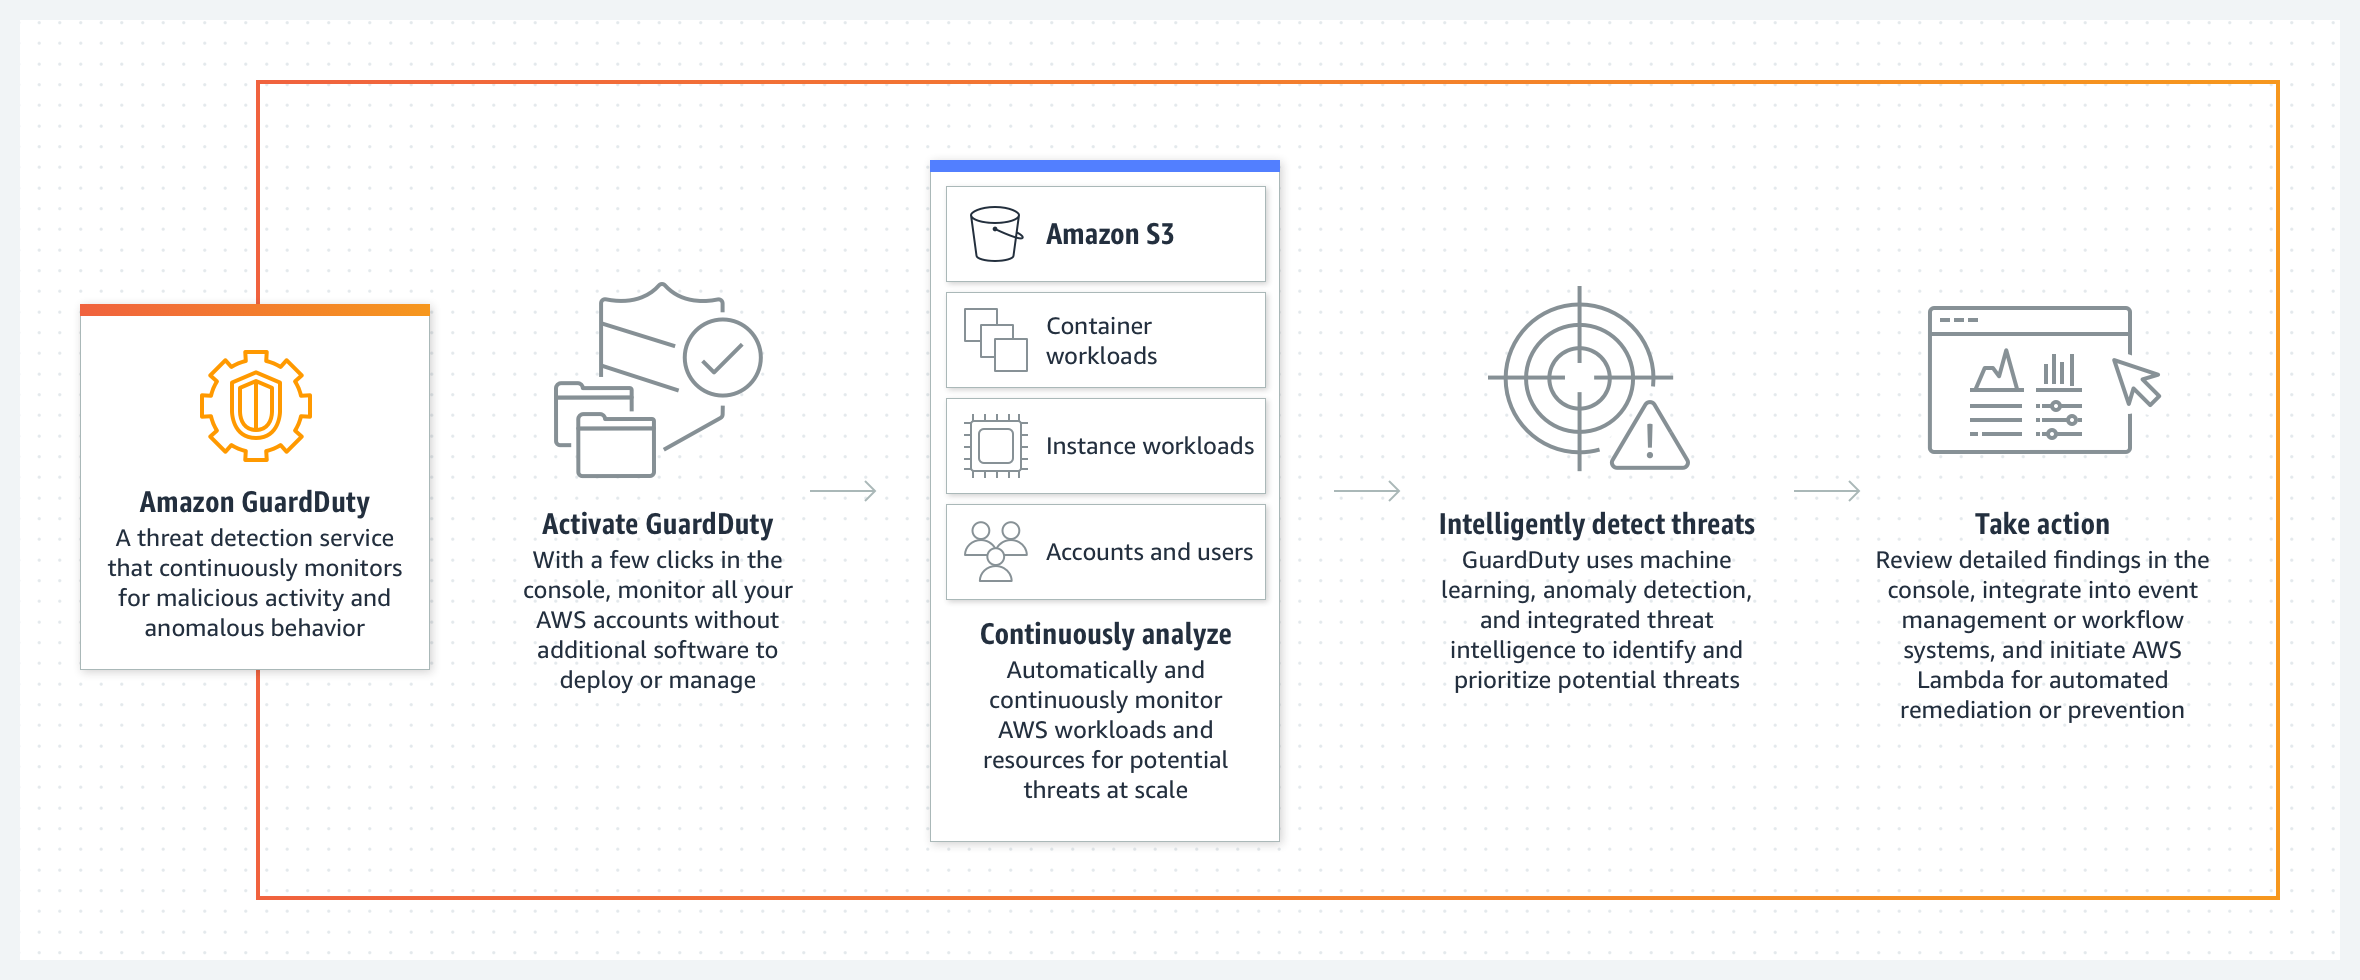 Amazon GuardDuty
A threat detection service
that continuously monitors
for malicious activity and
anomalous behavior
Activate GuardDuty
With a few clicks in the
console, monitor all your
AWS accounts without
additional software to
deploy or manage
Amazon S3
Container
workloads
Instance workloads
Accounts and users
Continuously analyze
Automatically and
continuously monitor
AWS workloads and
resources for potential
threats at scale
Intelligently detect threats
GuardDuty uses machine
learning, anomaly detection,
and integrated threat
intelligence to identify and
prioritize potential threats
Take action
Review detailed findings in the
console, integrate into event
management or workflow
systems, and initiate AWS
Lambda for automated
remediation or prevention